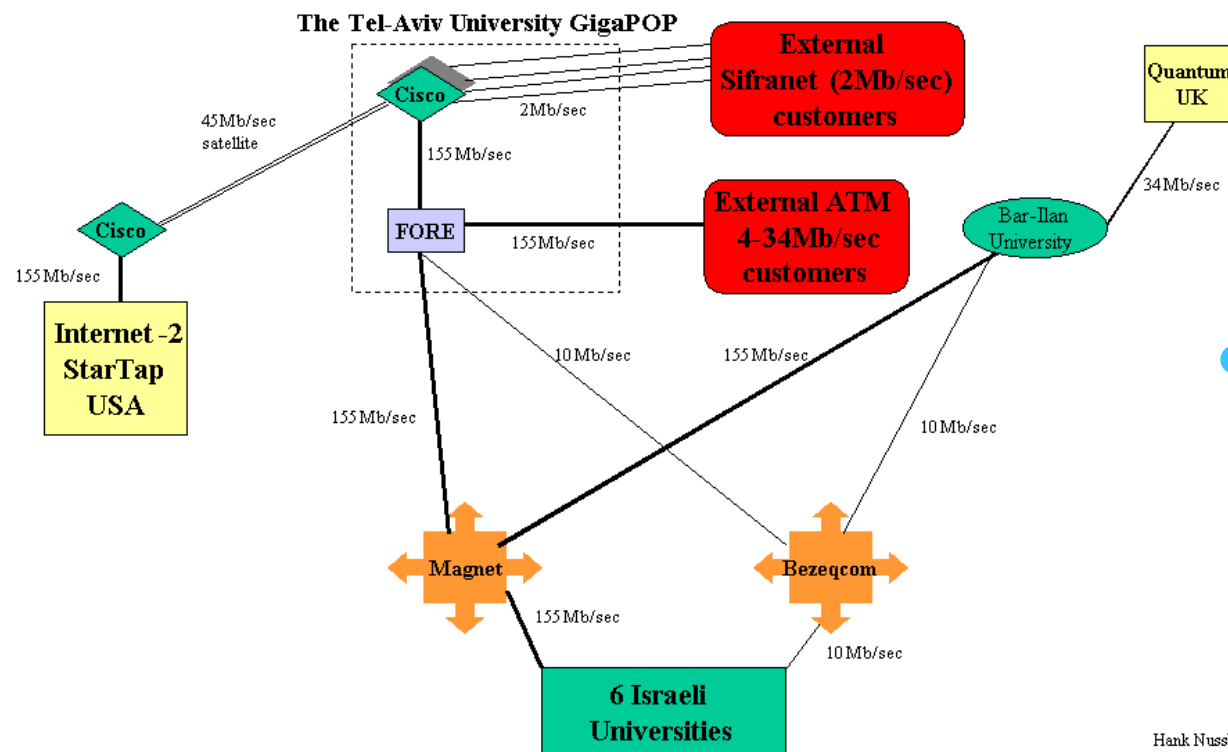 The Tel-Aviv University GigaPOP
External
Sifranet (2Mb/sec)
customers
Quantum
UK
Cisco
2Mb/sec
45Mb/sec
satellite
155Mb/sec
34Mb/sec
External ATM
4-34Mb/sec
customers
Cisco
FORE
155Mb/sec
Bar-Ilan
University
155Mb/sec
Internet -2
StarTap
USA
10Mb/sec
155Mb/sec
155Mb/sec
10Mb/sec
Magnet
Bezeqcom
155Mb/sec
10Mb/sec
6 Israeli
Universities
Hank